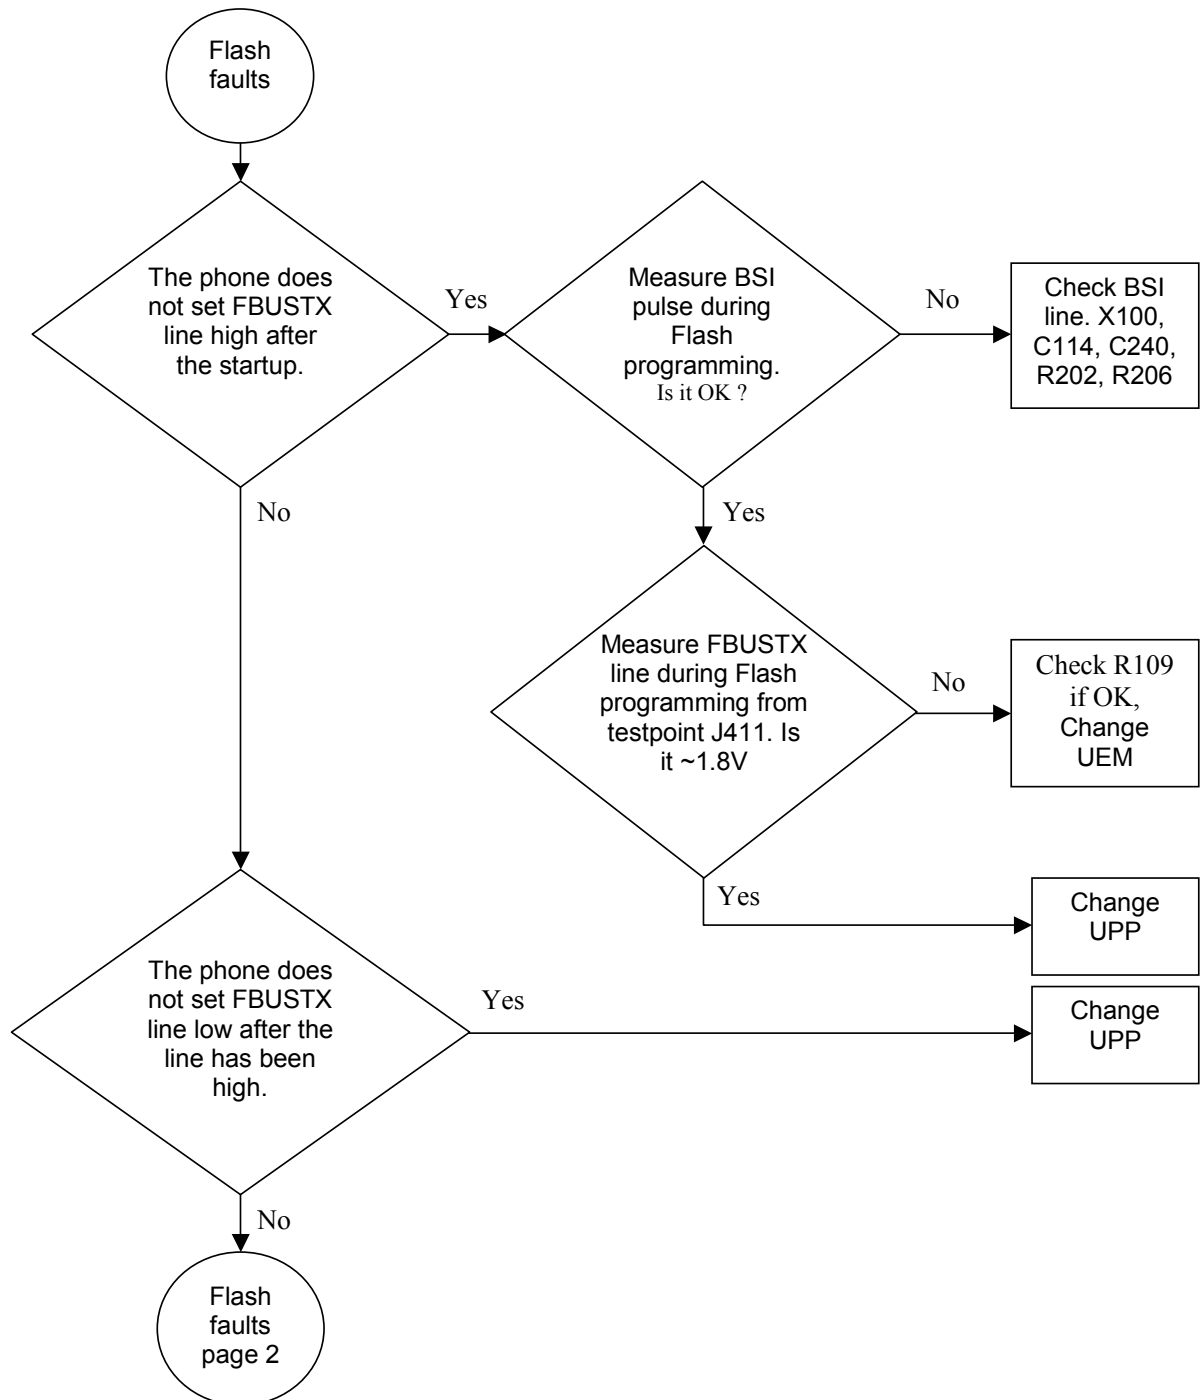 Flash
faults
The phone does
not set FBUSTX
line high after
the startup.
Yes
Measure BSI
pulse during
Flash
programming.
Is it OK ?
No
Check BSI
line. X100,
C114, C240,
R202, R206
No
Yes
Measure FBUSTX
line during Flash
programming from
testpoint J411. Is
it ~1.8V
No
Check R109
if OK,
Change
UEM
Yes
Change
UPP
The phone does
not set FBUSTX
line low after the
line has been
high.
Yes
Change
UPP
No
Flash
faults
page 2